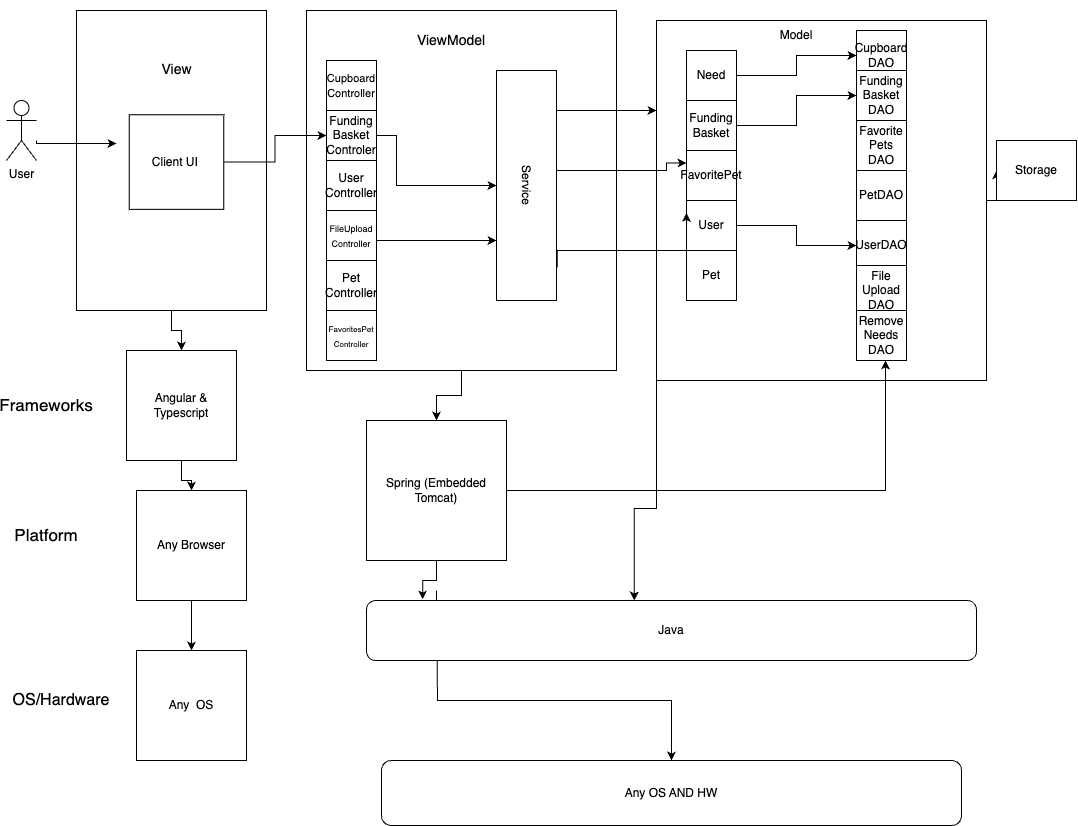 User
View
Client UI
ViewModel
Cupboard
Controller
Funding
Basket
Controler
User
Controller
FileUpload
Controller
Pet
Controller
FavoritesPet
Controller
Service
Model
Need
Funding
Basket
FavoritePet
User
Pet
Cupboard
DAO
Funding
Basket
DAO
Favorite
Pets
DAO
PetDAO
UserDAO
File
Upload
DAO
Remove
Needs
DAO
Storage
Frameworks
Angular &
Typescript
Spring (Embedded
Tomcat)
Platform
Any Browser
Java
OS/Hardware
Any OS
Any OS AND HW